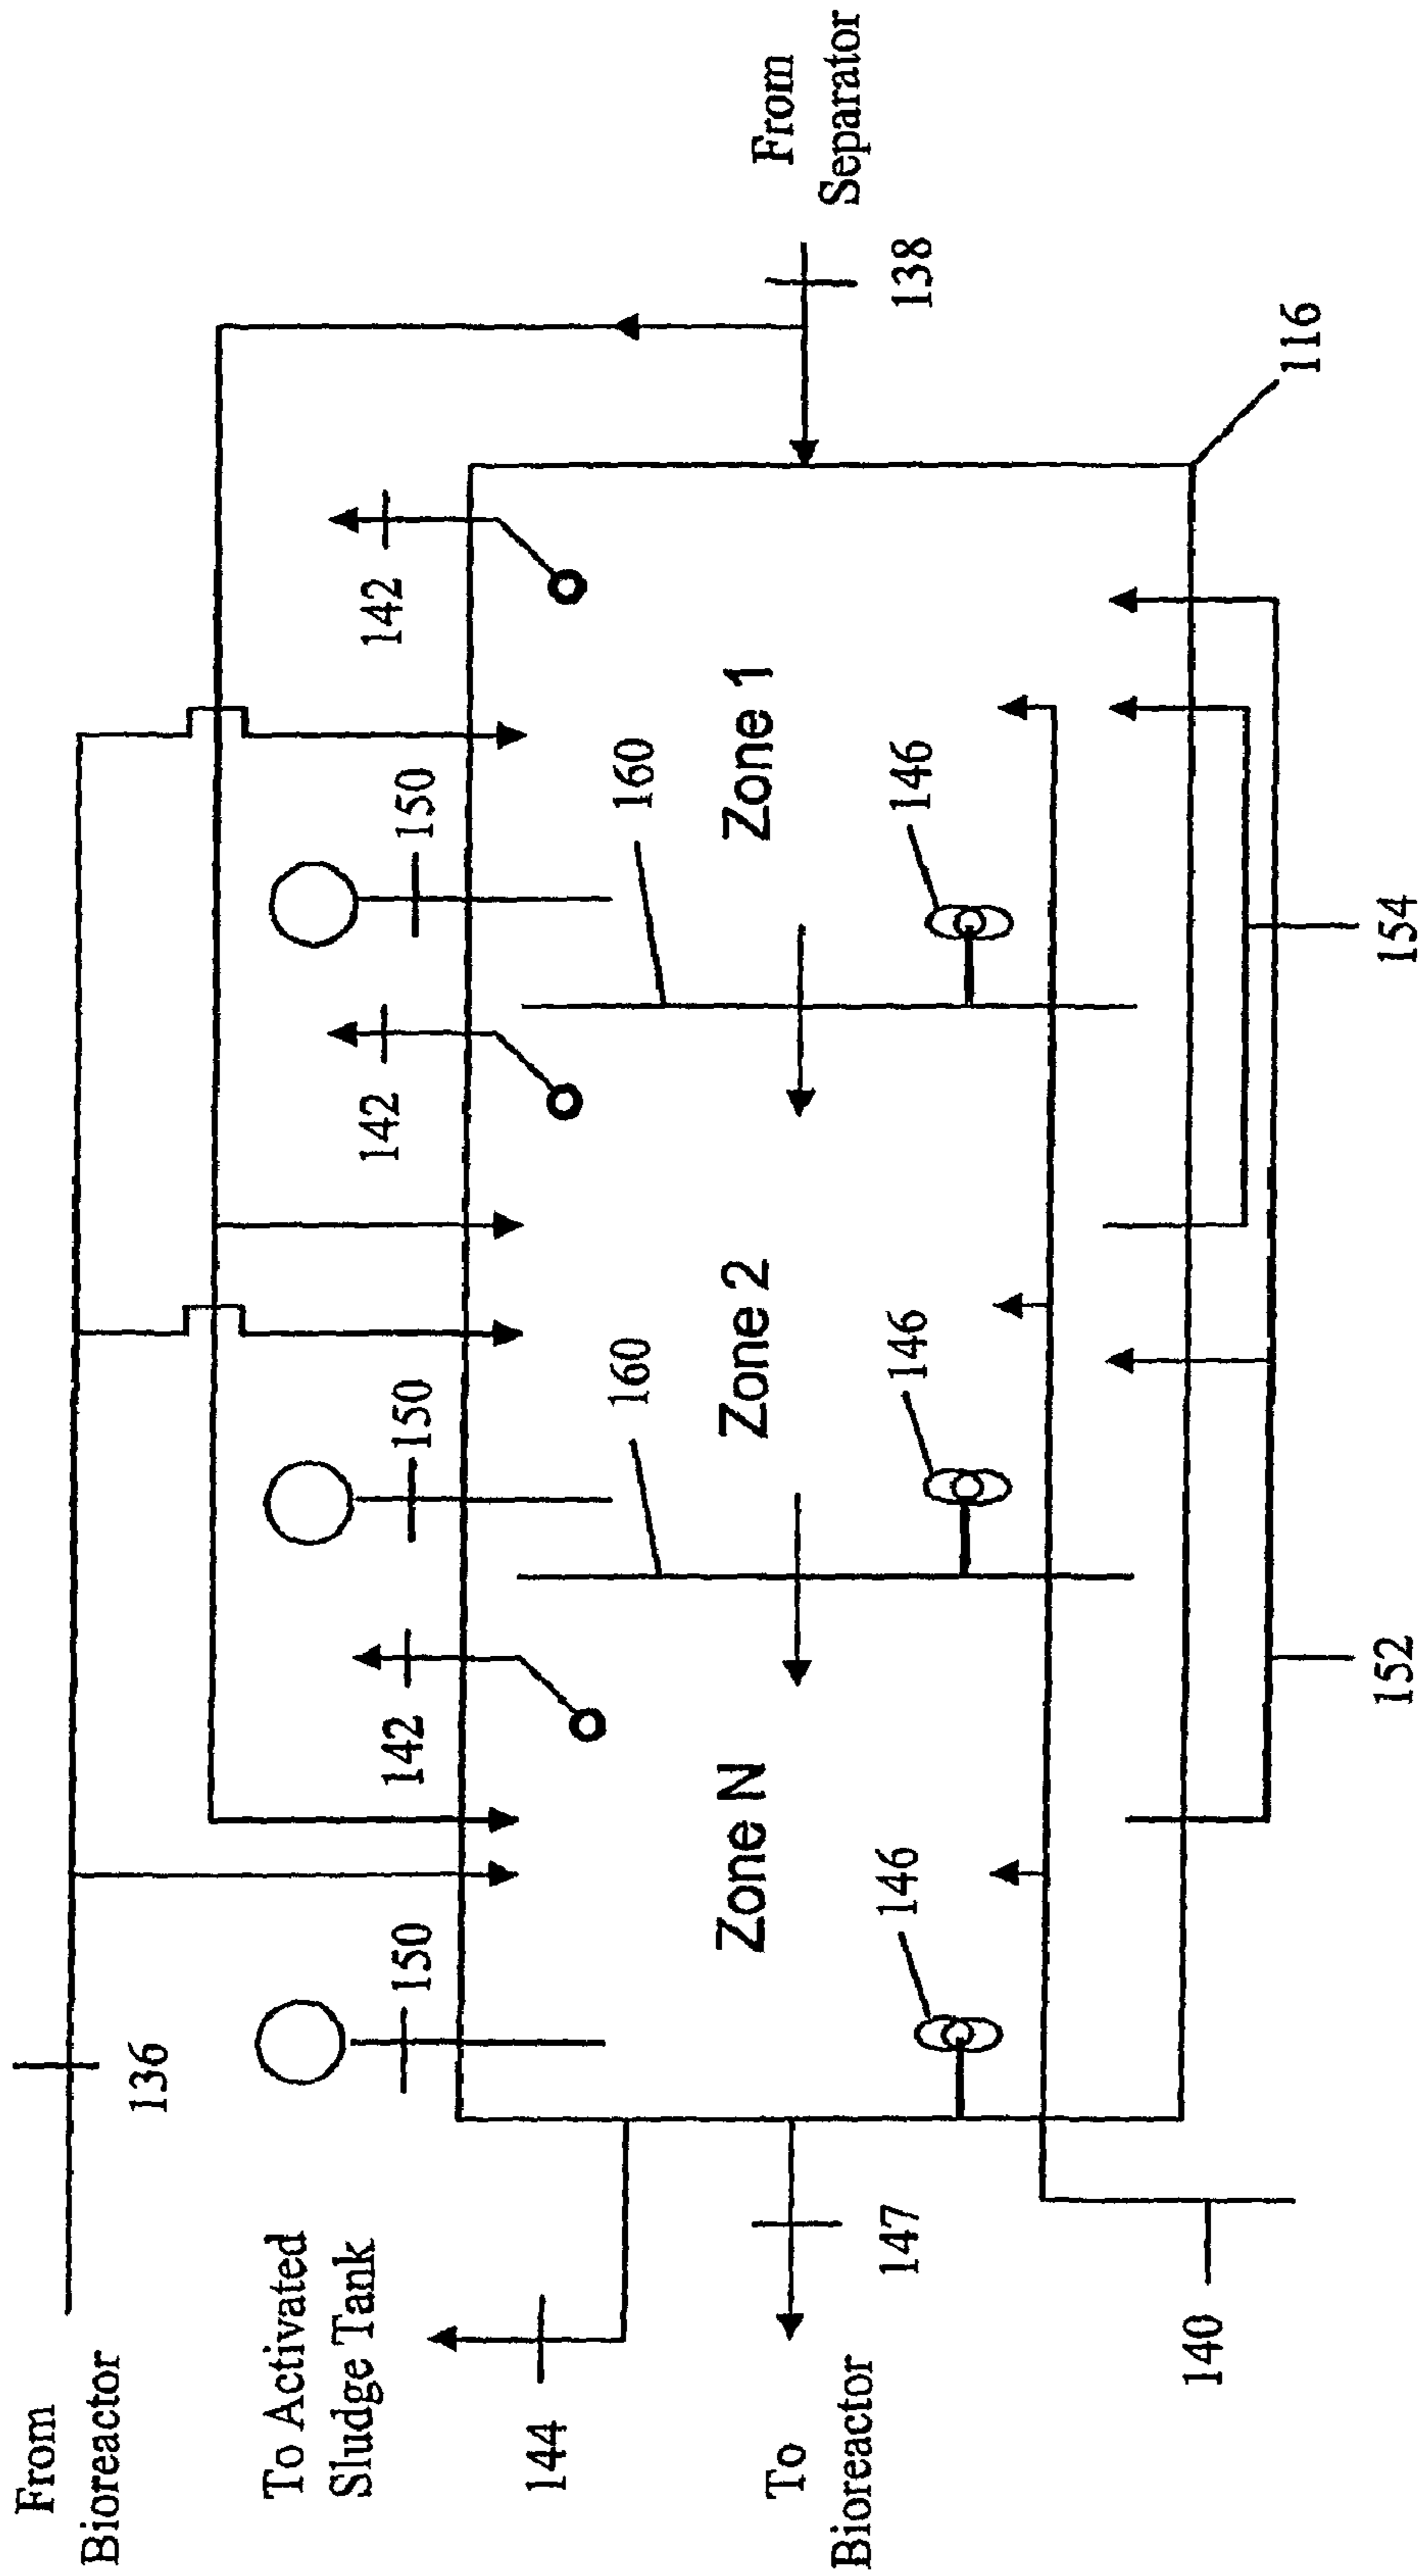 From
Bioreactor
136
To Activated
Sludge Tank
150
142
150
142
150
142
144
160
160
Zone N
Zone 2
Zone 1
From
Separator
To
Bioreactor
147
146
146
146
138
140
116
152
154